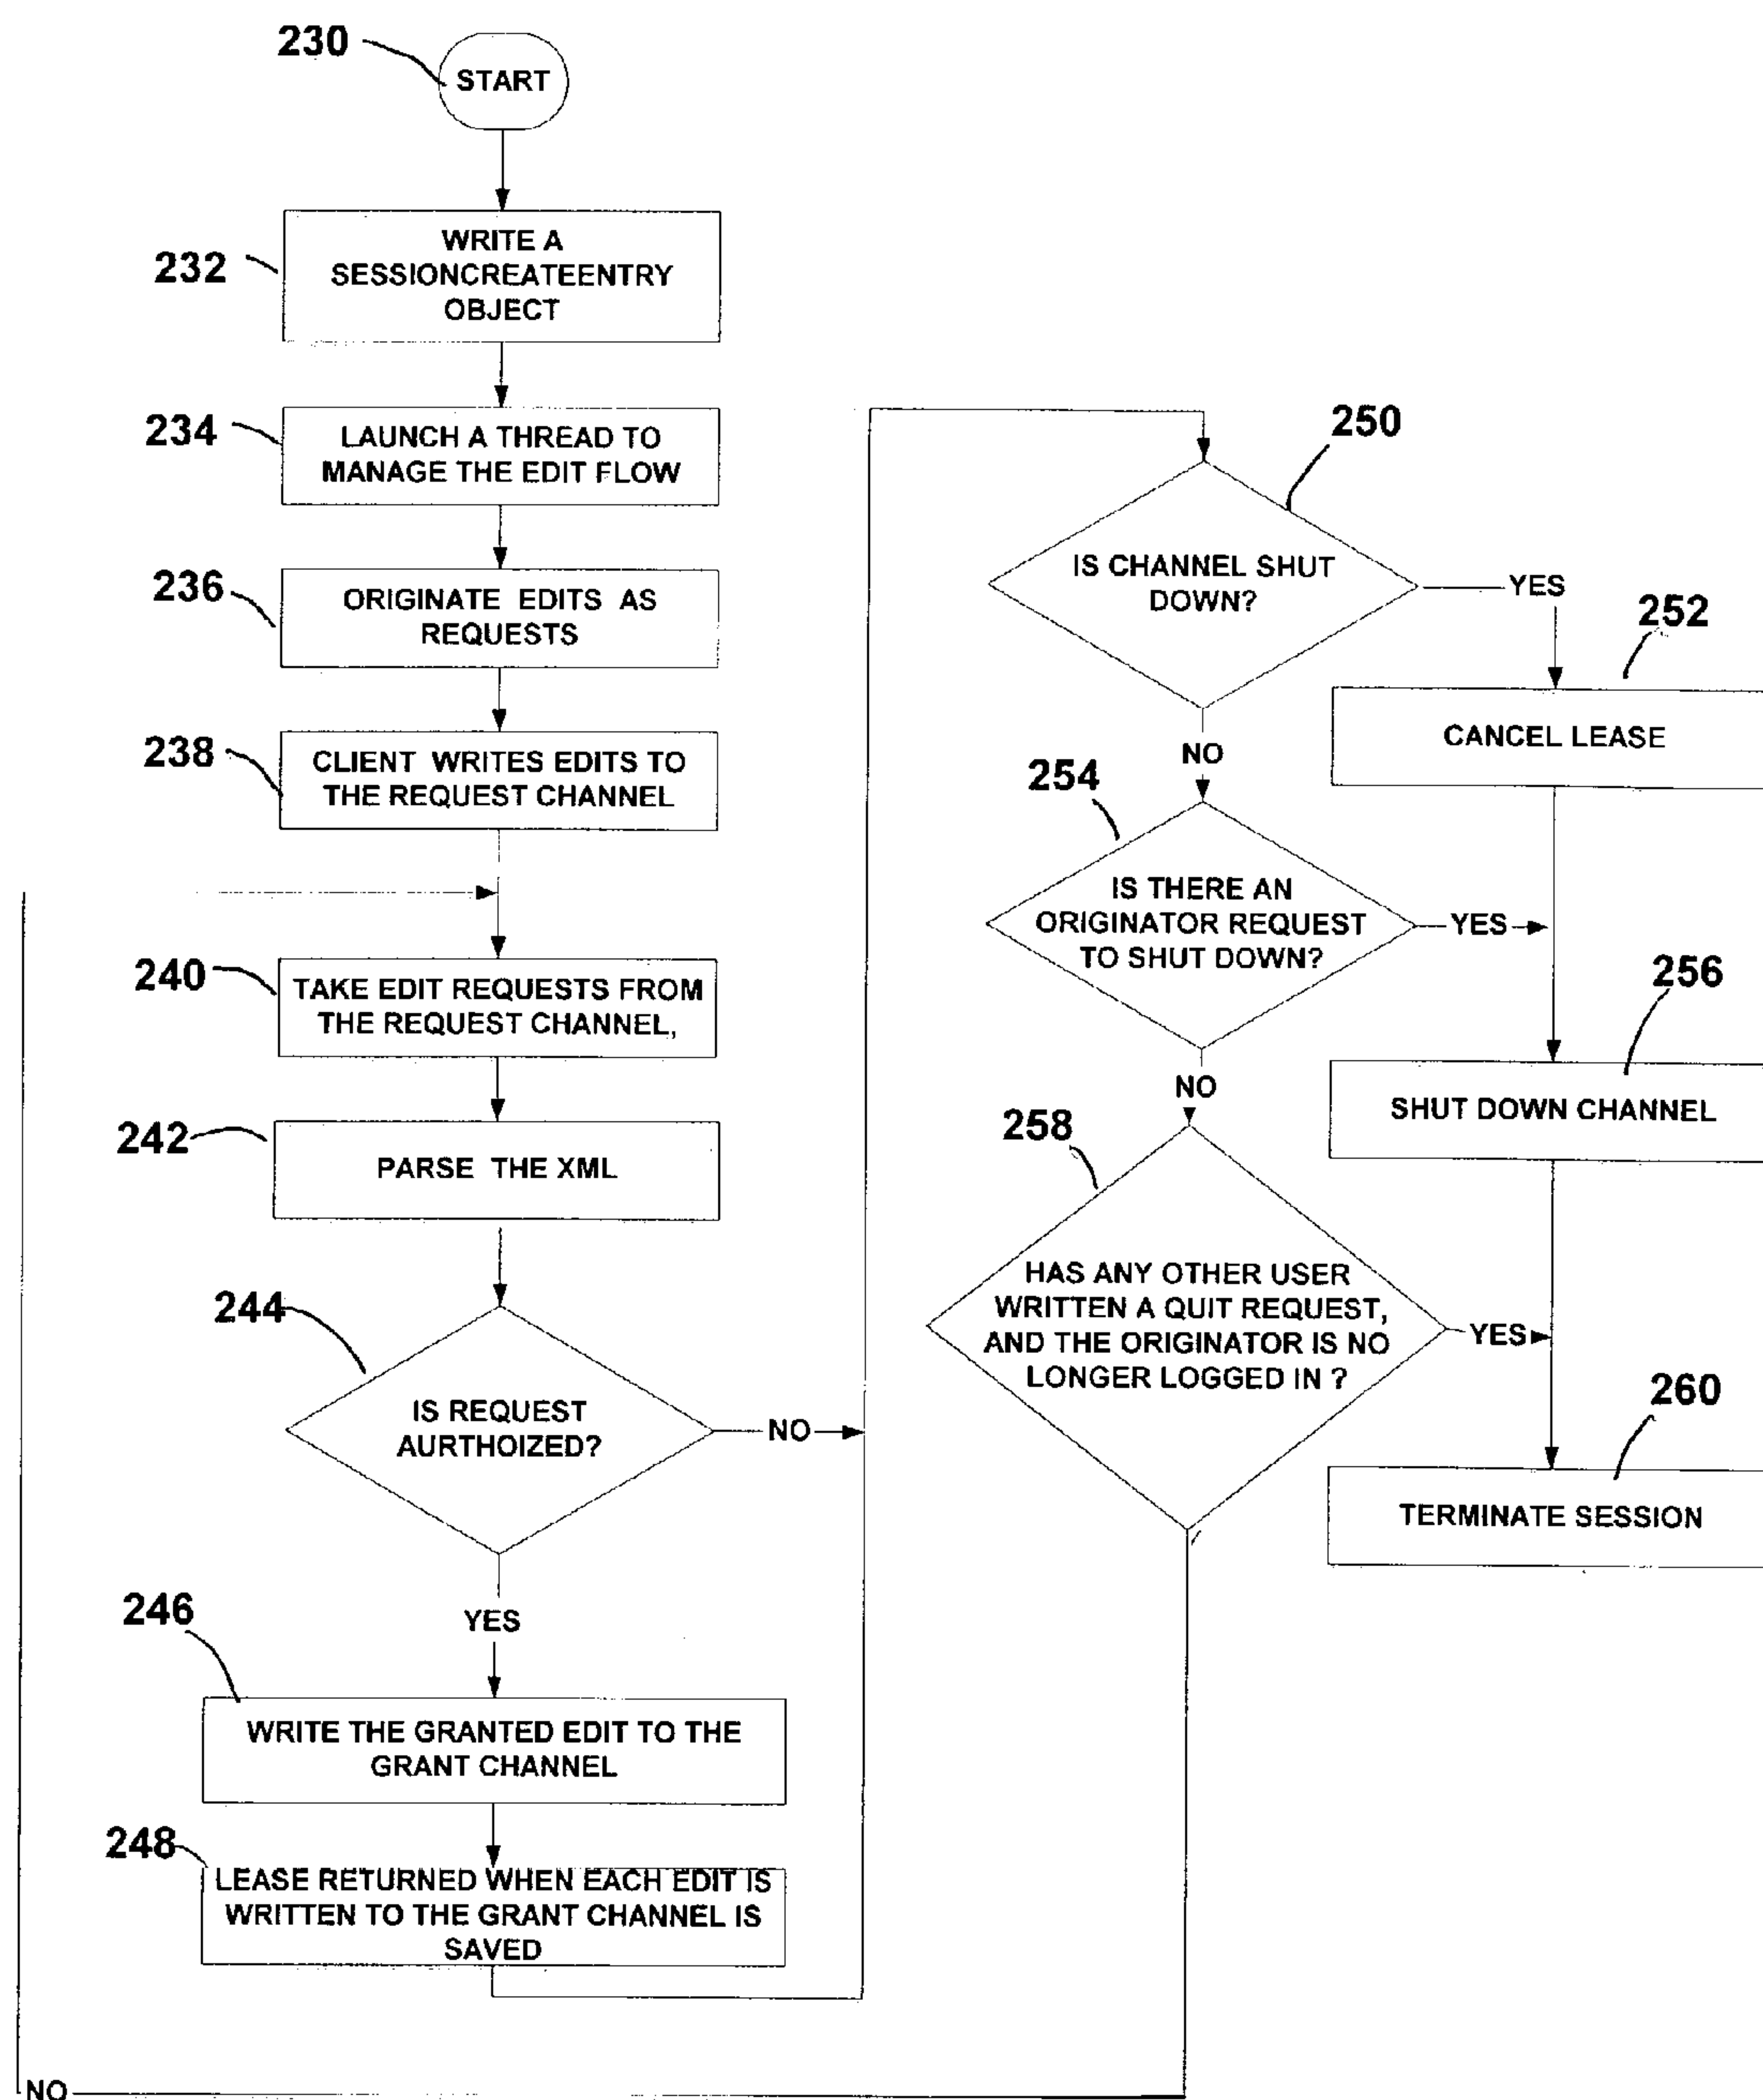 230
START
232
WRITE A
SESSIONCREATEENTRY
OBJECT
234
LAUNCH A THREAD TO
MANAGE THE EDIT FLOW
236
ORIGINATE EDITS AS
REQUESTS
238
CLIENT WRITES EDITS TO
THE REQUEST CHANNEL
240
TAKE EDIT REQUESTS FROM
THE REQUEST CHANNEL,
242
PARSE THE XML
244
IS REQUEST
AURTHOIZED?
NO
YES
246
WRITE THE GRANTED EDIT TO THE
GRANT CHANNEL
248
LEASE RETURNED WHEN EACH EDIT IS
WRITTEN TO THE GRANT CHANNEL IS
SAVED
250
IS CHANNEL SHUT
DOWN?
YES
252
CANCEL LEASE
NO
254
IS THERE AN
ORIGINATOR REQUEST
TO SHUT DOWN?
YES
256
SHUT DOWN CHANNEL
NO
258
HAS ANY OTHER USER
WRITTEN A QUIT REQUEST,
AND THE ORIGINATOR IS NO
LONGER LOGGED IN ?
YES
260
TERMINATE SESSION
NO